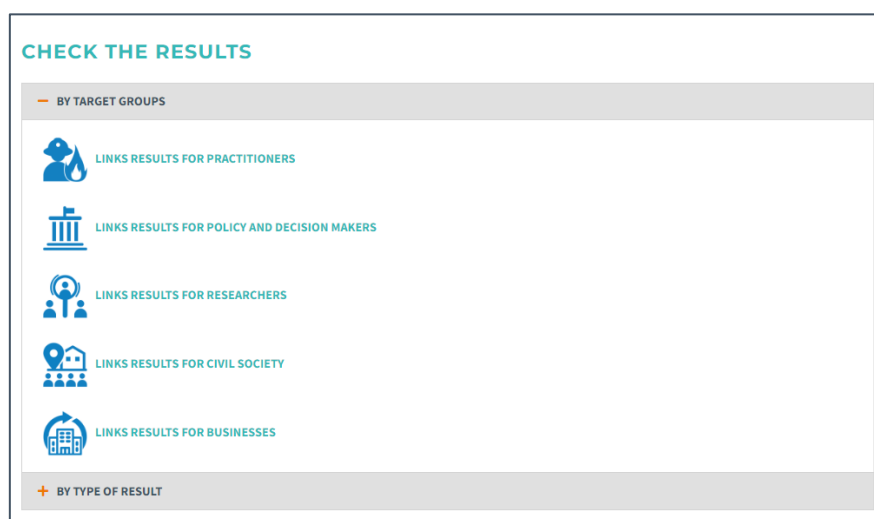 CHECK THE RESULTS
BY TARGET GROUPS
LINKS RESULTS FOR PRACTITIONERS
LINKS RESULTS FOR POLICY AND DECISION MAKERS
LINKS RESULTS FOR RESEARCHERS
LINKS RESULTS FOR CIVIL SOCIETY
LINKS RESULTS FOR BUSINESSES
BY TYPE OF RESULT